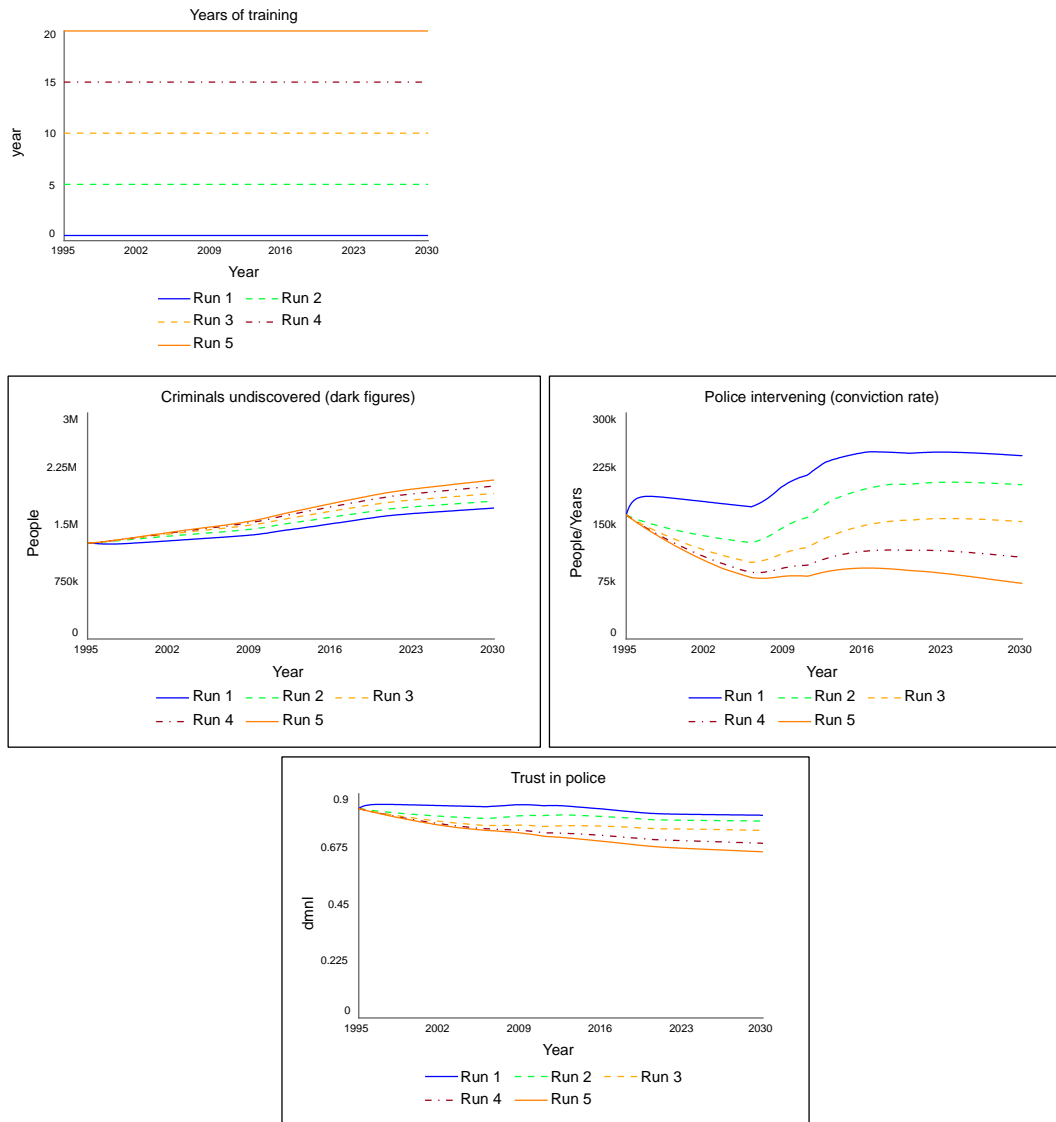 Years of training
20
15
10
5
0
year
1995 2002 2009 2016 2023 2030
Year
Run 1 Run 2
Run 3 Run 4
Run 5
Criminals undiscovered (dark figures)
3M
2.25M
1.5M
750k
0
People
1995 2002 2009 2016 2023 2030
Year
Run 1 Run 2 Run 3
Run 4 Run 5
Police intervening (conviction rate)
300k
225k
150k
75k
0
People/Years
1995 2002 2009 2016 2023 2030
Year
Run 1 Run 2 Run 3
Run 4 Run 5
Trust in police
0.9
0.675
0.45
0.225
0
dmnl
1995 2002 2009 2016 2023 2030
Year
Run 1 Run 2 Run 3
Run 4 Run 5